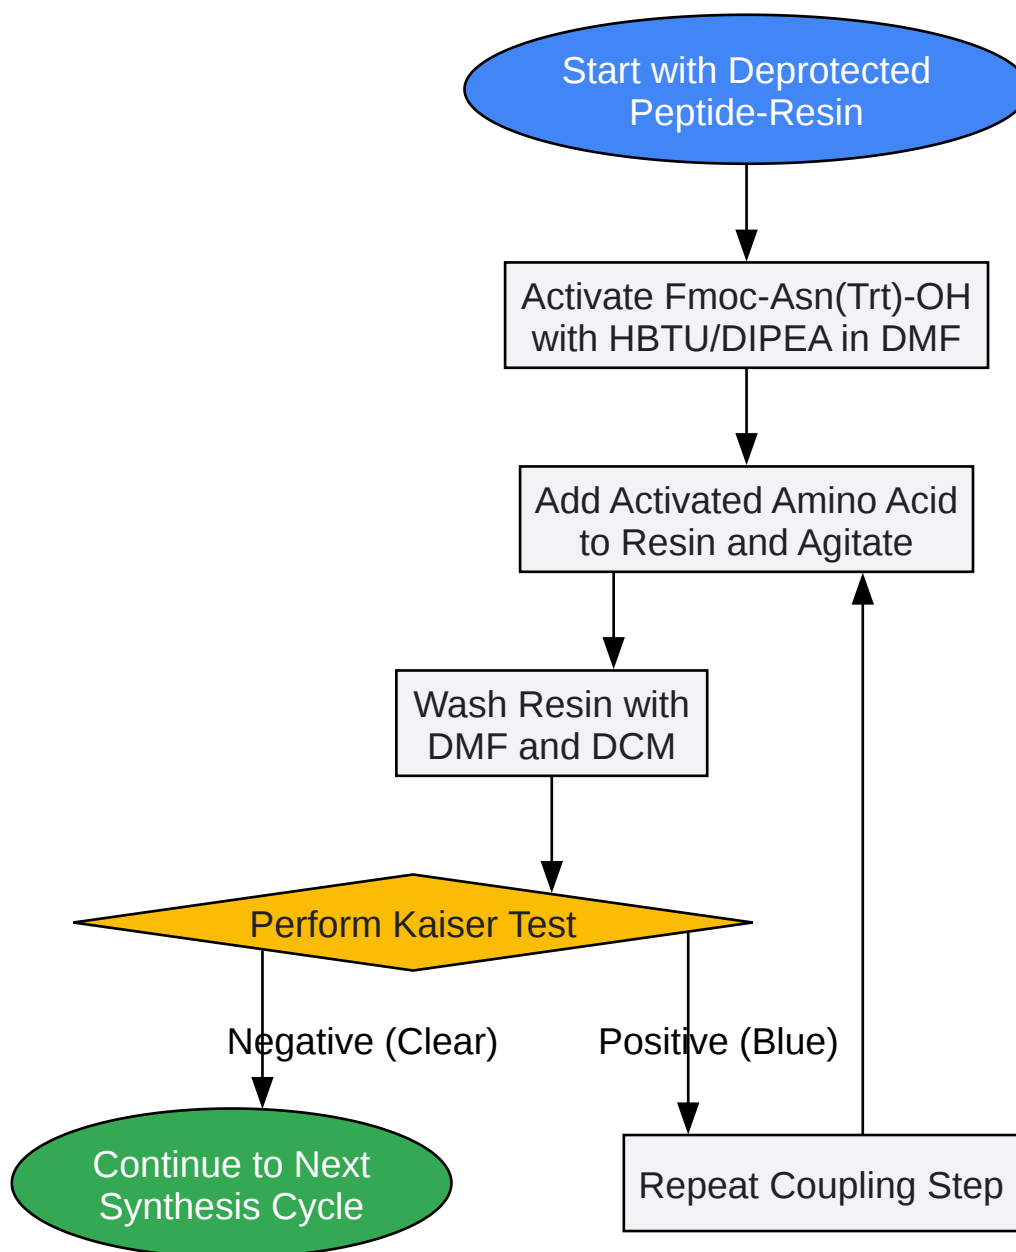 Start with Deprotected
Peptide-Resin
Activate Fmoc-Asn(Trt)-OH
with HBTU/DIPEA in DMF
Add Activated Amino Acid
to Resin and Agitate
Wash Resin with
DMF and DCM
Perform Kaiser Test
Negative (Clear)
Positive (Blue)
Continue to Next
Synthesis Cycle
Repeat Coupling Step